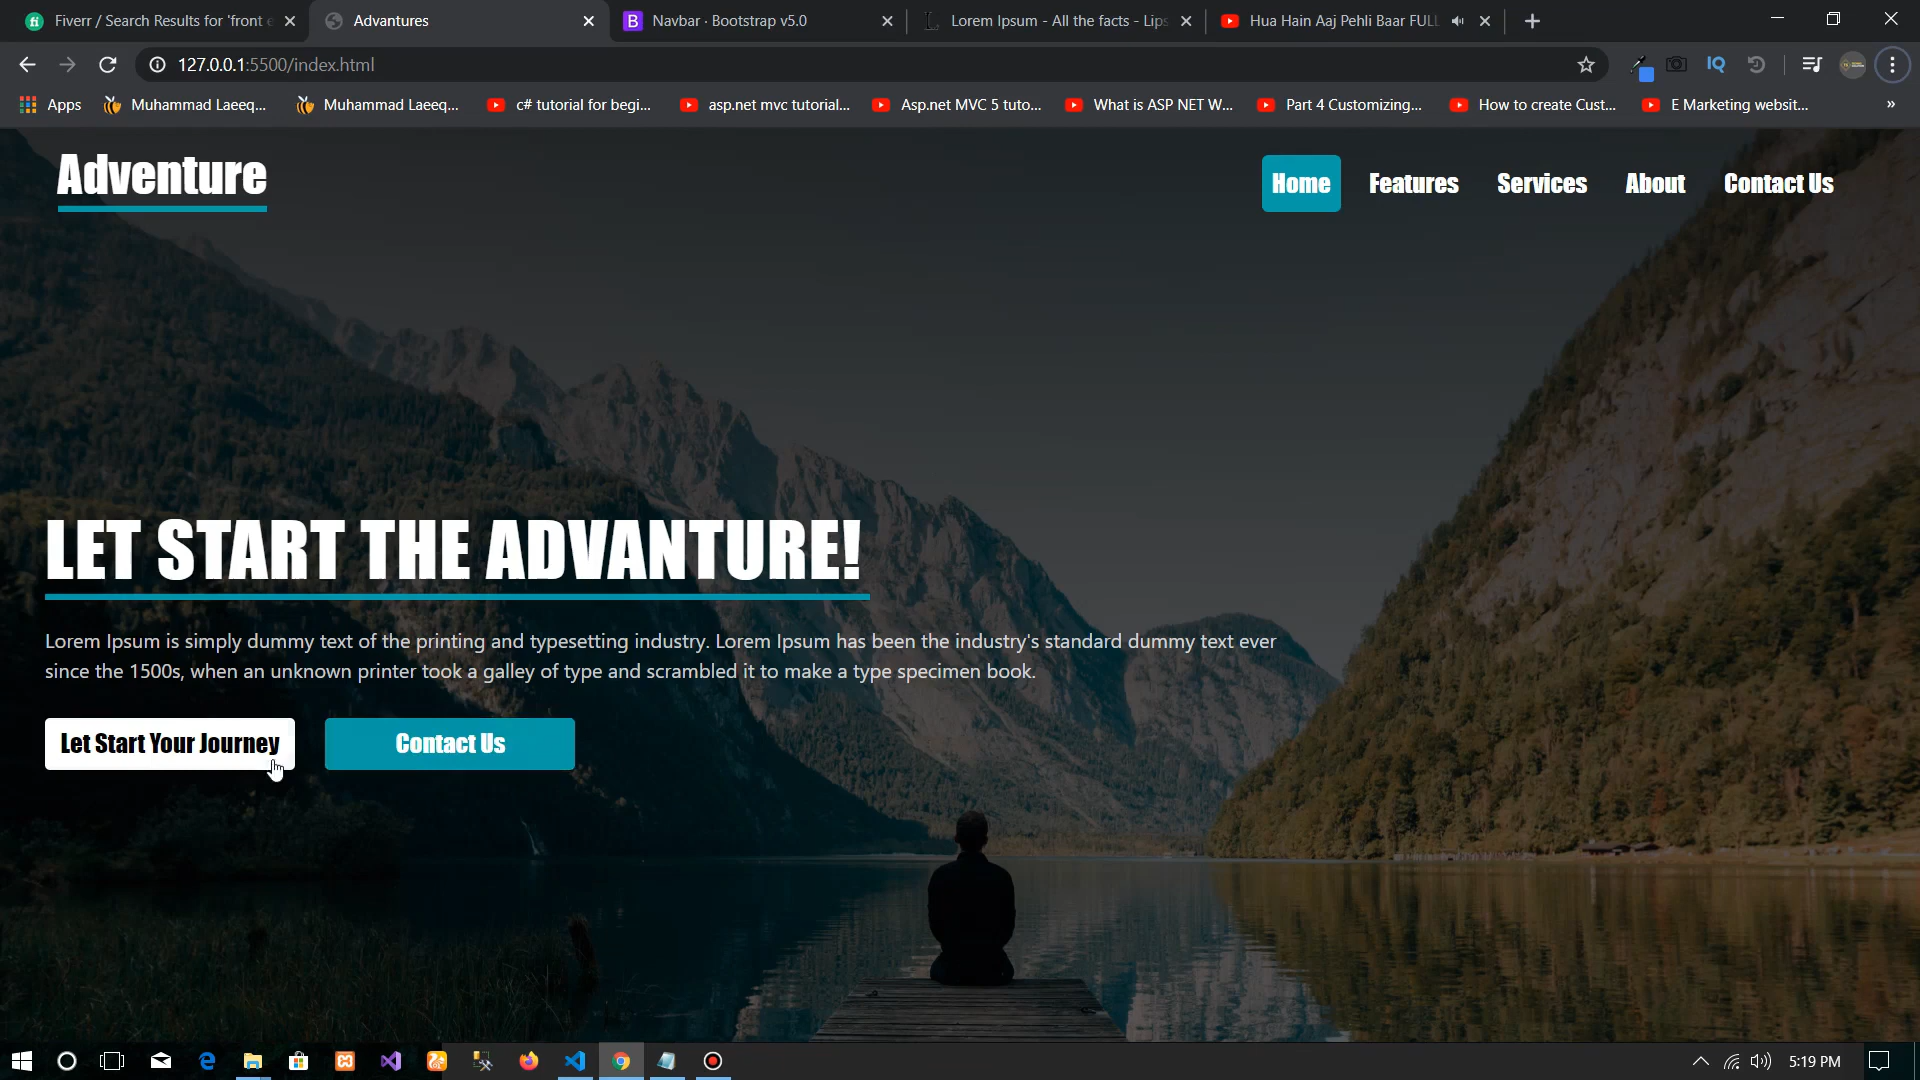 Fiverr / Search Results for 'front e
Advantures
Navbar · Bootstrap v5.0
Lorem Ipsum - All the facts - Lips
Hua Hain Aaj Pehli Baar FULL
127.0.0.1:5500/index.html
IQ
Apps
Muhammad Laeeq...
Muhammad Laeeq...
c# tutorial for begi...
asp.net mvc tutorial...
Asp.net MVC 5 tuto...
What is ASP NET W...
Part 4 Customizing...
How to create Cust...
E Marketing websit...
»
Adventure
Home
Features
Services
About
Contact Us
LET START THE ADVANTURE!
Lorem Ipsum is simply dummy text of the printing and typesetting industry. Lorem Ipsum has been the industry's standard dummy text ever
since the 1500s, when an unknown printer took a galley of type and scrambled it to make a type specimen book.
Let Start Your Journey
Contact Us
5:19 PM